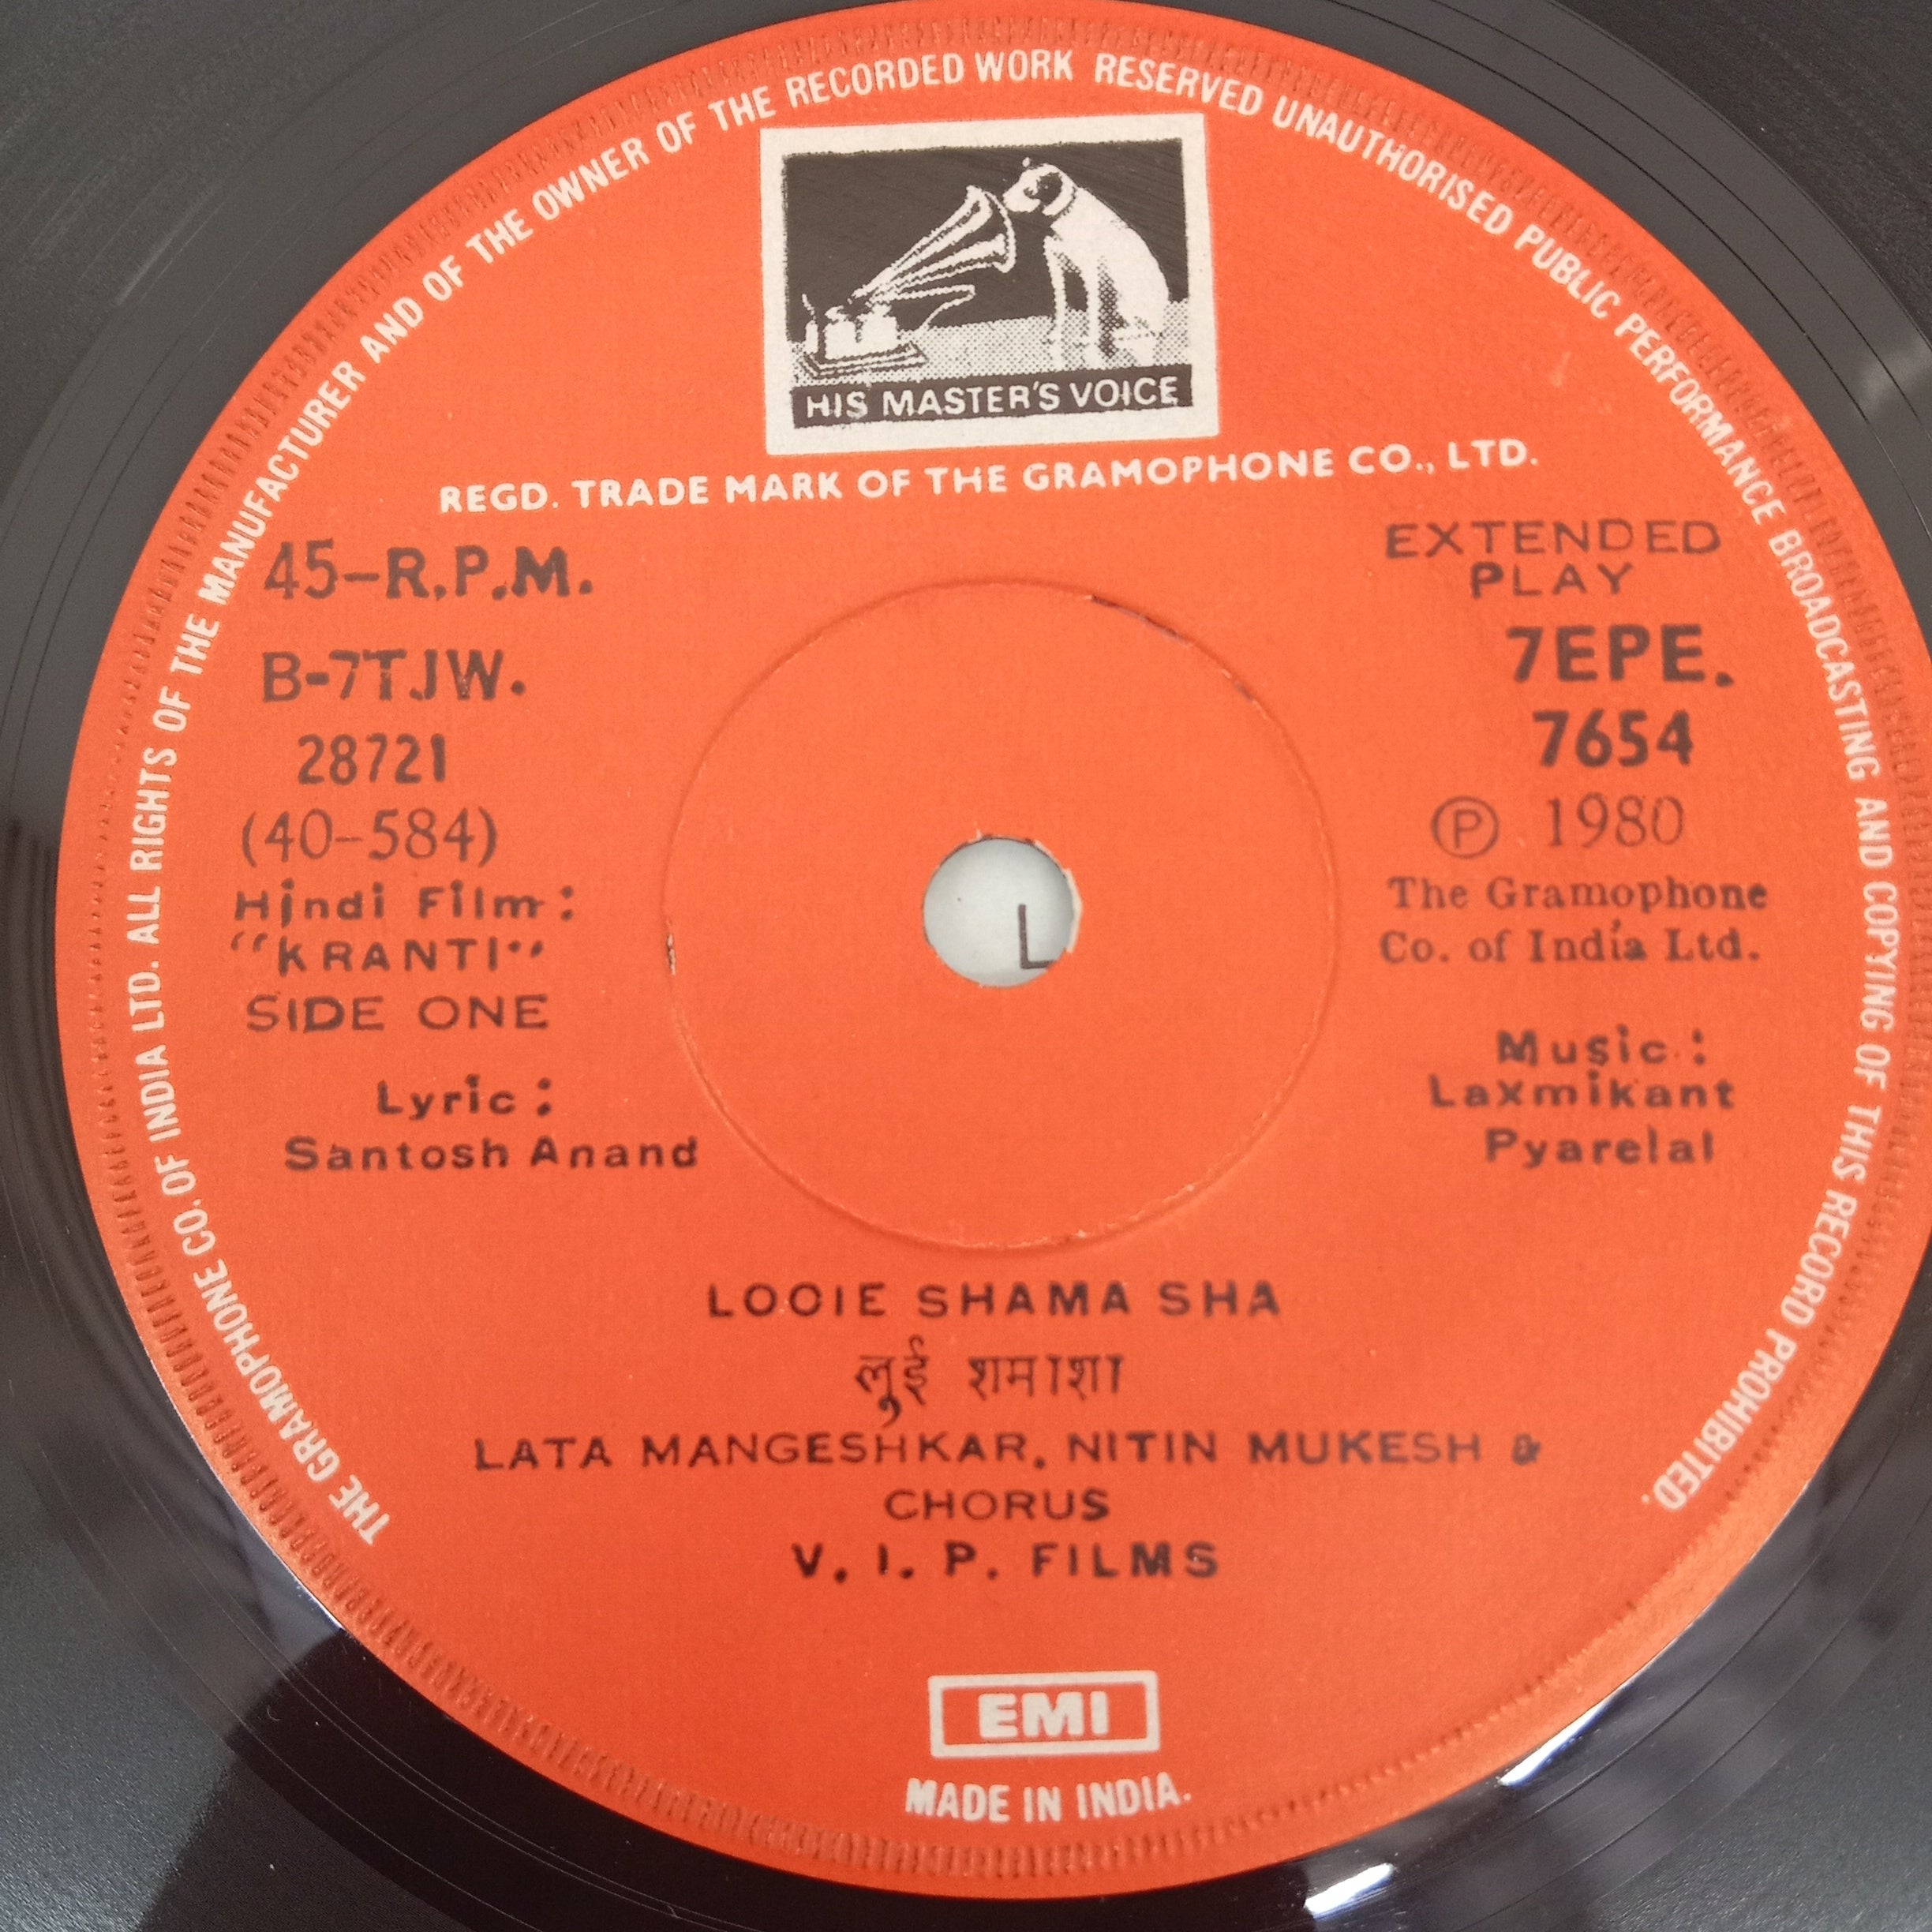 THE GRAMOPHONE CO. OF INDIA LTD. ALL RIGHTS OF THE MANUFACTURER AND OF THE OWNER OF THE RECORDED WORK RESERVED UNAUTHORISED PUBLIC PERFORMANCE BROADCASTING AND COPYING OF THIS RECORD PROHIBITED.
HIS MASTER'S VOICE
REGD. TRADE MARK OF THE GRAMOPHONE CO., LTD.
45-R.P.M.
B-7TJW.
28721
(40-584)
Hindi Film:
"KRANTI"
SIDE ONE
Lyric:
Santosh Anand
EXTENDED
PLAY
7EPE.
7654
Ⓟ 1980
The Gramophone
Co. of India Ltd.
Music:
Laxmikant
Pyarelal
L
LOOIE SHAMA SHA
लुई शमाशा
LATA MANGESHKAR, NITIN MUKESH &
CHORUS
V. I. P. FILMS
EMI
MADE IN INDIA.